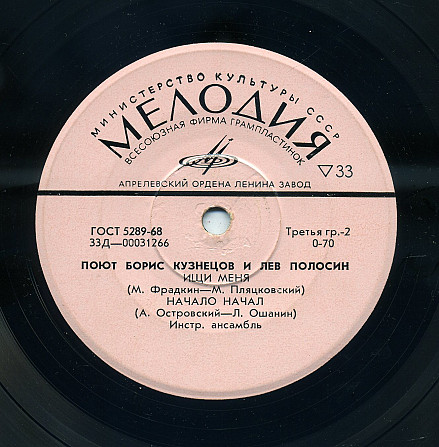 МИНИСТЕРСТВО КУЛЬТУРЫ СССР
МЕЛОДИЯ
ВСЕСОЮЗНАЯ ФИРМА ГРАМПЛАСТИНОК
▽33
АПРЕЛЕВСКИЙ ОРДЕНА ЛЕНИНА ЗАВОД
ГОСТ 5289-68
33Д—00031266
Третья гр.-2
0-70
ПОЮТ БОРИС КУЗНЕЦОВ И ЛЕВ ПОЛОСИН
ИЩИ МЕНЯ
(М. Фрадкин—М. Пляцковский)
НАЧАЛО НАЧАЛ
(А. Островский—Л. Ошанин)
Инстр. ансамбль